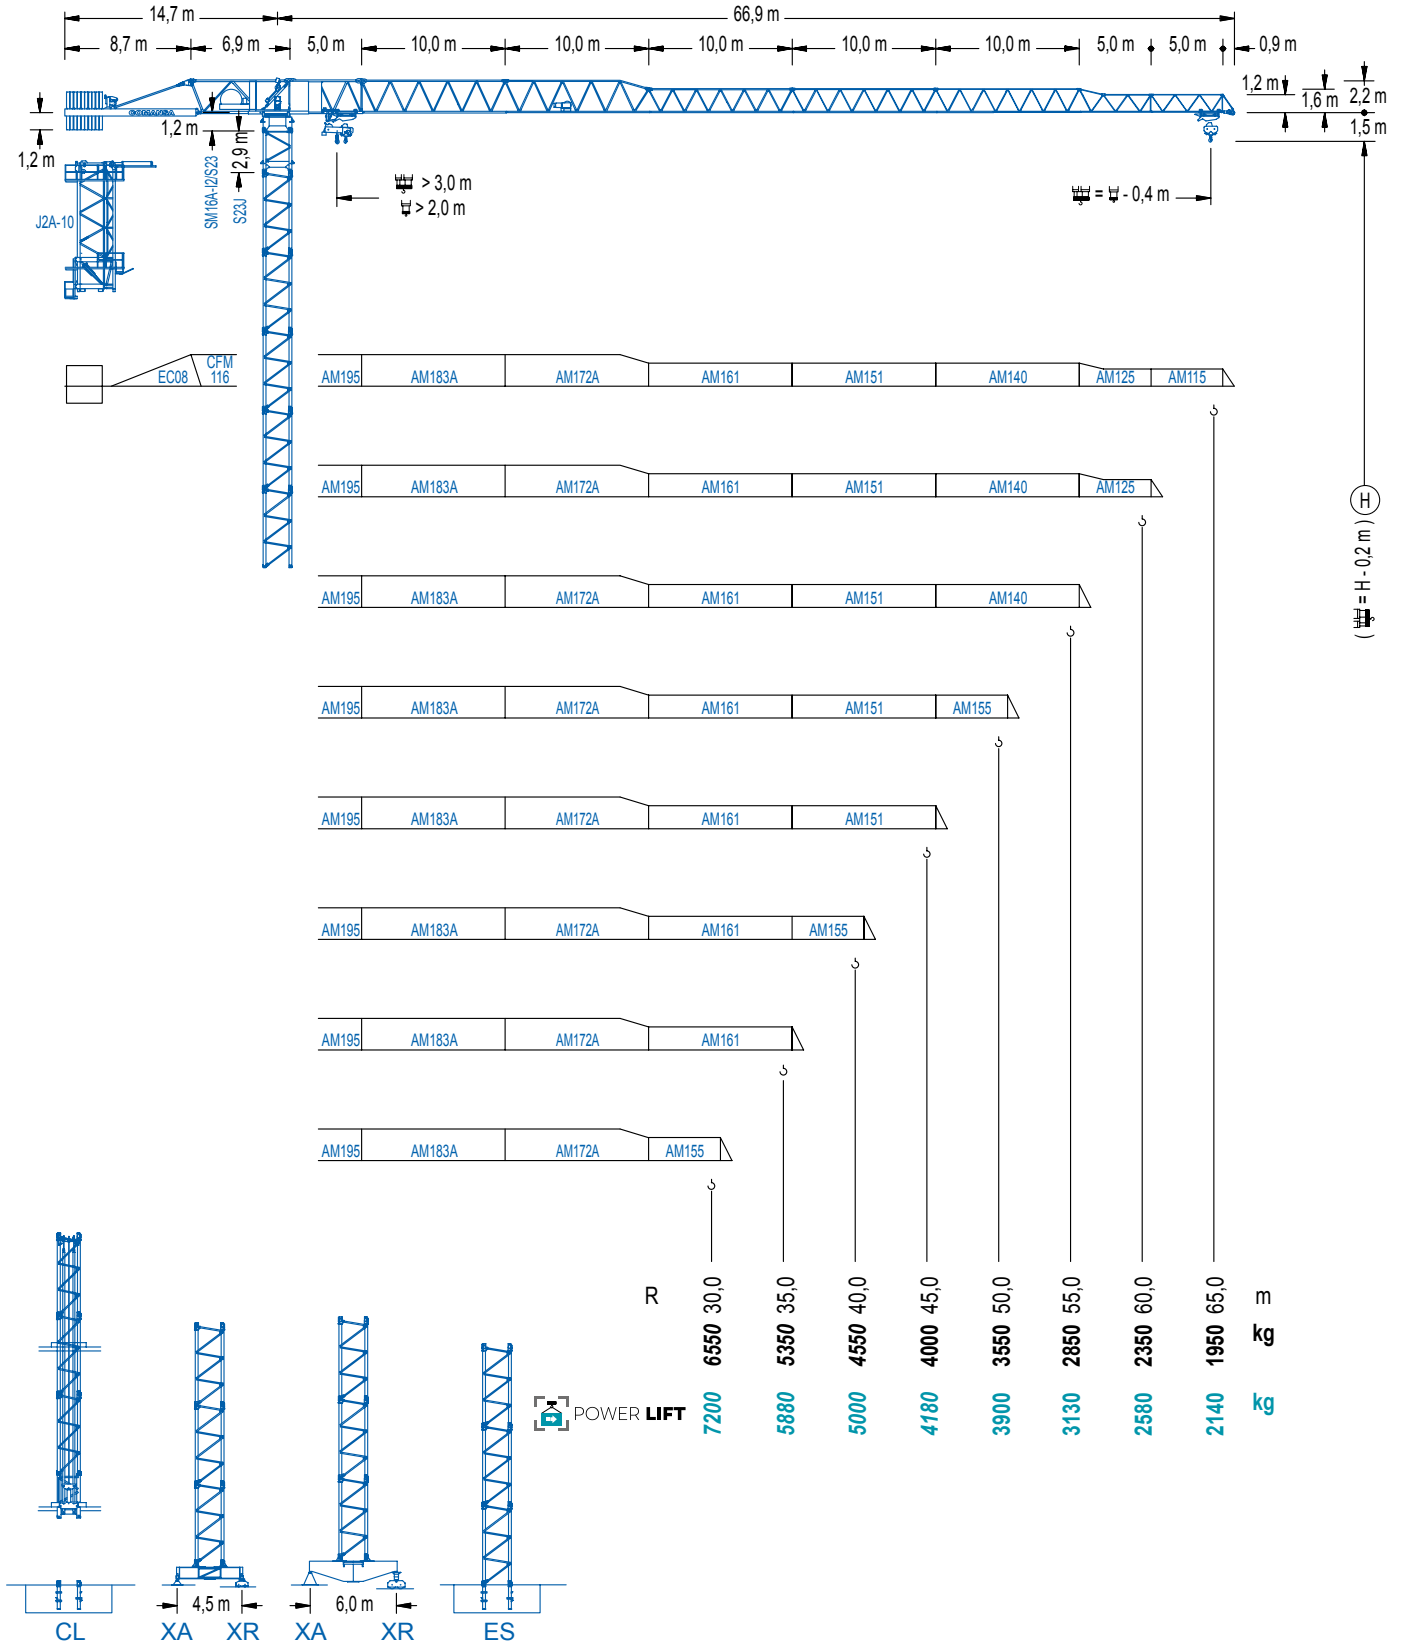 14,7 m 66,9 m
8,7 m 6,9 m 5,0 m 10,0 m 10,0 m 10,0 m 10,0 m 10,0 m 5,0 m 5,0 m 0,9 m
1,2 m 1,6 m 2,2 m
COMANSA
1,2 m 1,5 m
1,2 m
2,9 m
SM16A-I2/S23
S23J
J2A-10
> 3,0 m
> 2,0 m
= - 0,4 m
EC08 CFM 116 AM195 AM183A AM172A AM161 AM151 AM140 AM125 AM115
AM195 AM183A AM172A AM161 AM151 AM140 AM125
H
( = H - 0,2 m )
AM195 AM183A AM172A AM161 AM151 AM140
AM195 AM183A AM172A AM161 AM151 AM155
AM195 AM183A AM172A AM161 AM151
AM195 AM183A AM172A AM161 AM155
AM195 AM183A AM172A AM161
AM195 AM183A AM172A AM155
R 30,0 35,0 40,0 45,0 50,0 55,0 60,0 65,0 m
6550 5350 4550 4000 3550 2850 2350 1950 kg
POWER LIFT 7200 5880 5000 4180 3900 3130 2580 2140 kg
4,5 m 6,0 m
CL XA XR XA XR ES